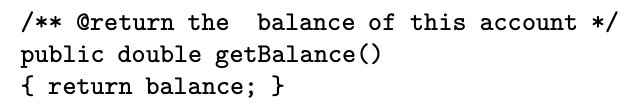 /** @return the  balance of this account */
public double getBalance()
{ return balance; }